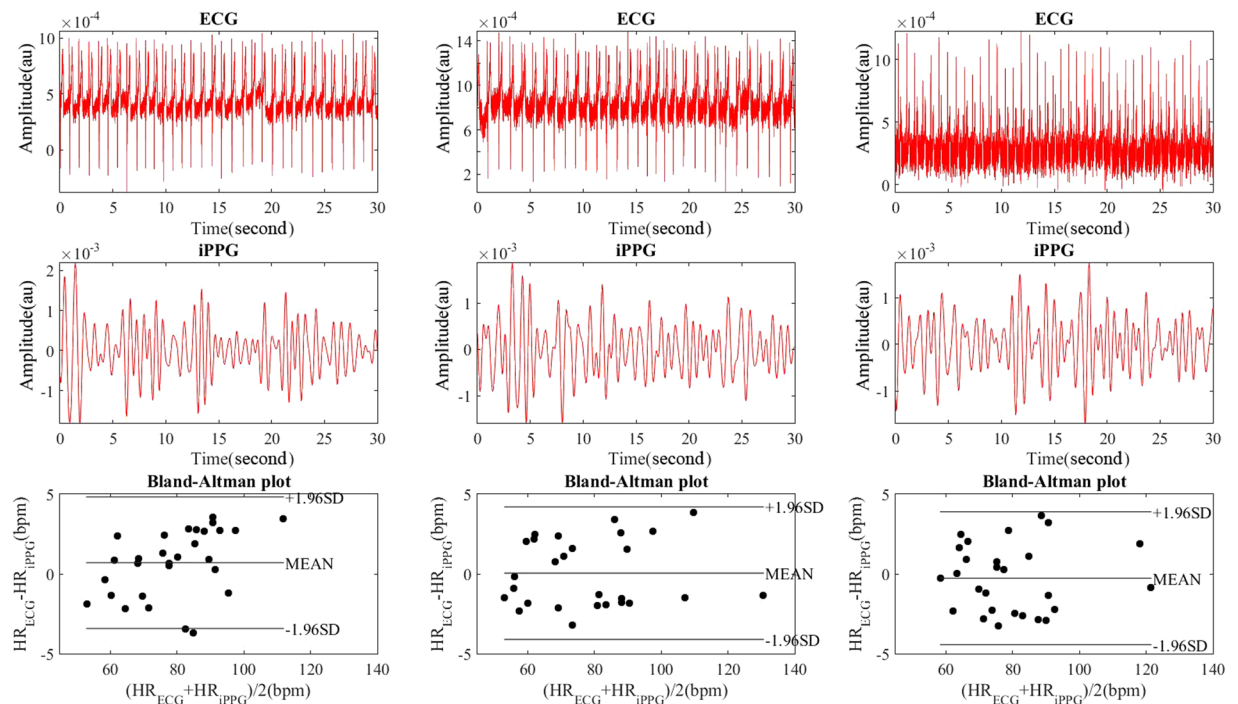 ECG
ECG
ECG
×10⁻⁴
×10⁻⁴
×10⁻⁴
Amplitude(au)
10
5
0
Amplitude(au)
14
12
10
8
6
4
2
Amplitude(au)
10
5
0
0 5 10 15 20 25 30
0 5 10 15 20 25 30
0 5 10 15 20 25 30
Time(second)
Time(second)
Time(second)
iPPG
iPPG
iPPG
×10⁻³
×10⁻³
×10⁻³
Amplitude(au)
2
1
0
-1
Amplitude(au)
1
0
-1
Amplitude(au)
1
0
-1
0 5 10 15 20 25 30
0 5 10 15 20 25 30
0 5 10 15 20 25 30
Time(second)
Time(second)
Time(second)
Bland-Altman plot
Bland-Altman plot
Bland-Altman plot
HR_ECG-HR_iPPG(bpm)
5
0
-5
+1.96SD
MEAN
-1.96SD
HR_ECG-HR_iPPG(bpm)
5
0
-5
+1.96SD
MEAN
-1.96SD
HR_ECG-HR_iPPG(bpm)
5
0
-5
+1.96SD
MEAN
-1.96SD
60 80 100 120 140
60 80 100 120 140
60 80 100 120 140
(HR_ECG+HR_iPPG)/2(bpm)
(HR_ECG+HR_iPPG)/2(bpm)
(HR_ECG+HR_iPPG)/2(bpm)